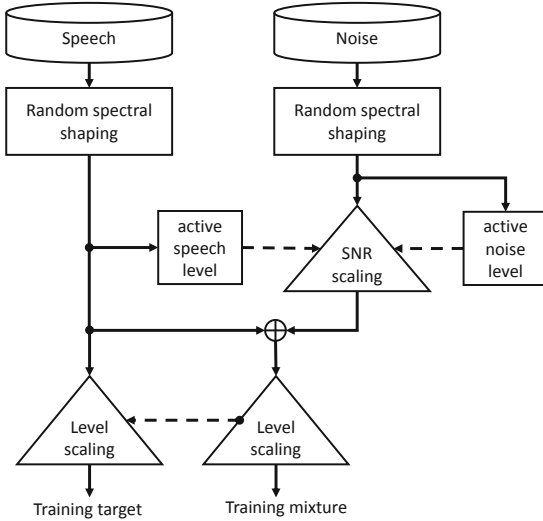 Speech
Noise
Random spectral
shaping
Random spectral
shaping
active
speech
level
SNR
scaling
active
noise
level
Level
scaling
Level
scaling
Training target
Training mixture